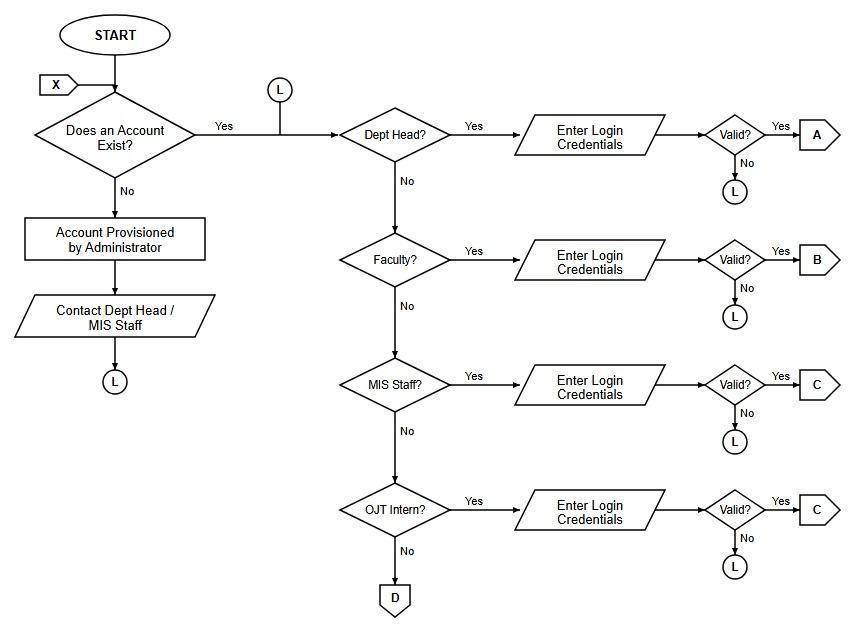 START
X
L
Does an Account
Exist?
Yes
Dept Head?
Yes
Enter Login
Credentials
Valid?
Yes
A
No
L
No
No
Account Provisioned
by Administrator
Faculty?
Yes
Enter Login
Credentials
Valid?
Yes
B
No
L
No
Contact Dept Head /
MIS Staff
L
MIS Staff?
Yes
Enter Login
Credentials
Valid?
Yes
C
No
L
No
OJT Intern?
Yes
Enter Login
Credentials
Valid?
Yes
C
No
L
No
D